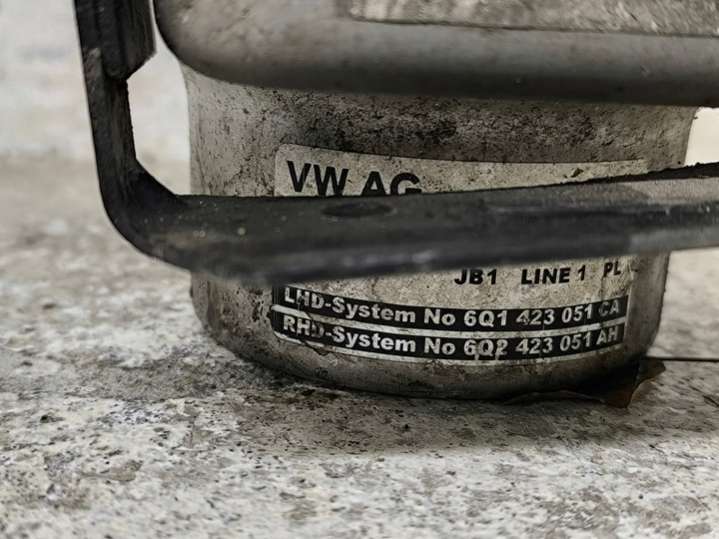 VW AG
JB1 LINE 1 PL
LHD-System No 6Q1 423 051 CA
RHD-System No 6Q2 423 051 AH